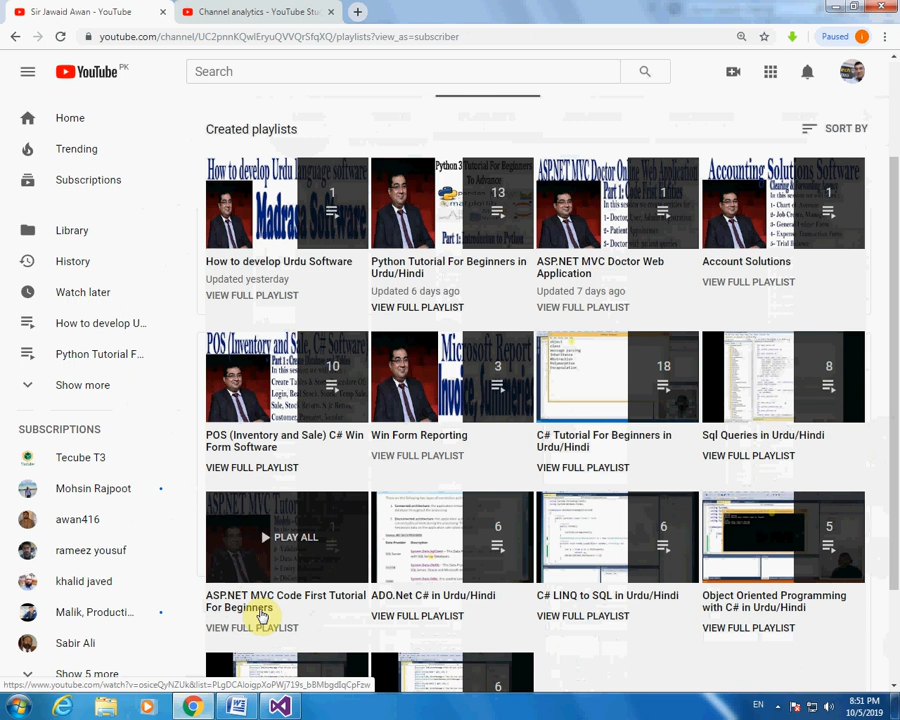 Sir Jawaid Awan - YouTube
Channel analytics - YouTube Stu
youtube.com/channel/UC2pnnKQwIEryuQVVQrSfqXQ/playlists?view_as=subscriber
Paused
YouTube PK
Search
Home
Trending
Subscriptions
Library
History
Watch later
How to develop U...
Python Tutorial F...
Show more
SUBSCRIPTIONS
Tecube T3
Mohsin Rajpoot
awan416
rameez yousuf
khalid javed
Malik, Producti...
Sabir Ali
Show 5 more
Created playlists
SORT BY
How to develop Urdu language software
Madrasa Software
1
Python 3 Tutorial For Beginners
To Advance
Part 1: Introduction to Python
13
ASP.NET MVC Doctor Online Web Application
1
Accounting Solutions Software
1
How to develop Urdu Software
Updated yesterday
VIEW FULL PLAYLIST
Python Tutorial For Beginners in
Urdu/Hindi
Updated 6 days ago
VIEW FULL PLAYLIST
ASP.NET MVC Doctor Web
Application
Updated 7 days ago
VIEW FULL PLAYLIST
Account Solutions
VIEW FULL PLAYLIST
POS/Inventory and Sale, C# Software
10
Microsoft Report
3
18
8
POS (Inventory and Sale) C# Win
Form Software
VIEW FULL PLAYLIST
Win Form Reporting
VIEW FULL PLAYLIST
C# Tutorial For Beginners in
Urdu/Hindi
VIEW FULL PLAYLIST
Sql Queries in Urdu/Hindi
VIEW FULL PLAYLIST
ASP.NET MVC Tutorial
PLAY ALL
6
6
5
ASP.NET MVC Code First Tutorial
For Beginners
VIEW FULL PLAYLIST
ADO.Net C# in Urdu/Hindi
VIEW FULL PLAYLIST
C# LINQ to SQL in Urdu/Hindi
VIEW FULL PLAYLIST
Object Oriented Programming
with C# in Urdu/Hindi
VIEW FULL PLAYLIST
6
EN
8:51 PM
10/5/2019